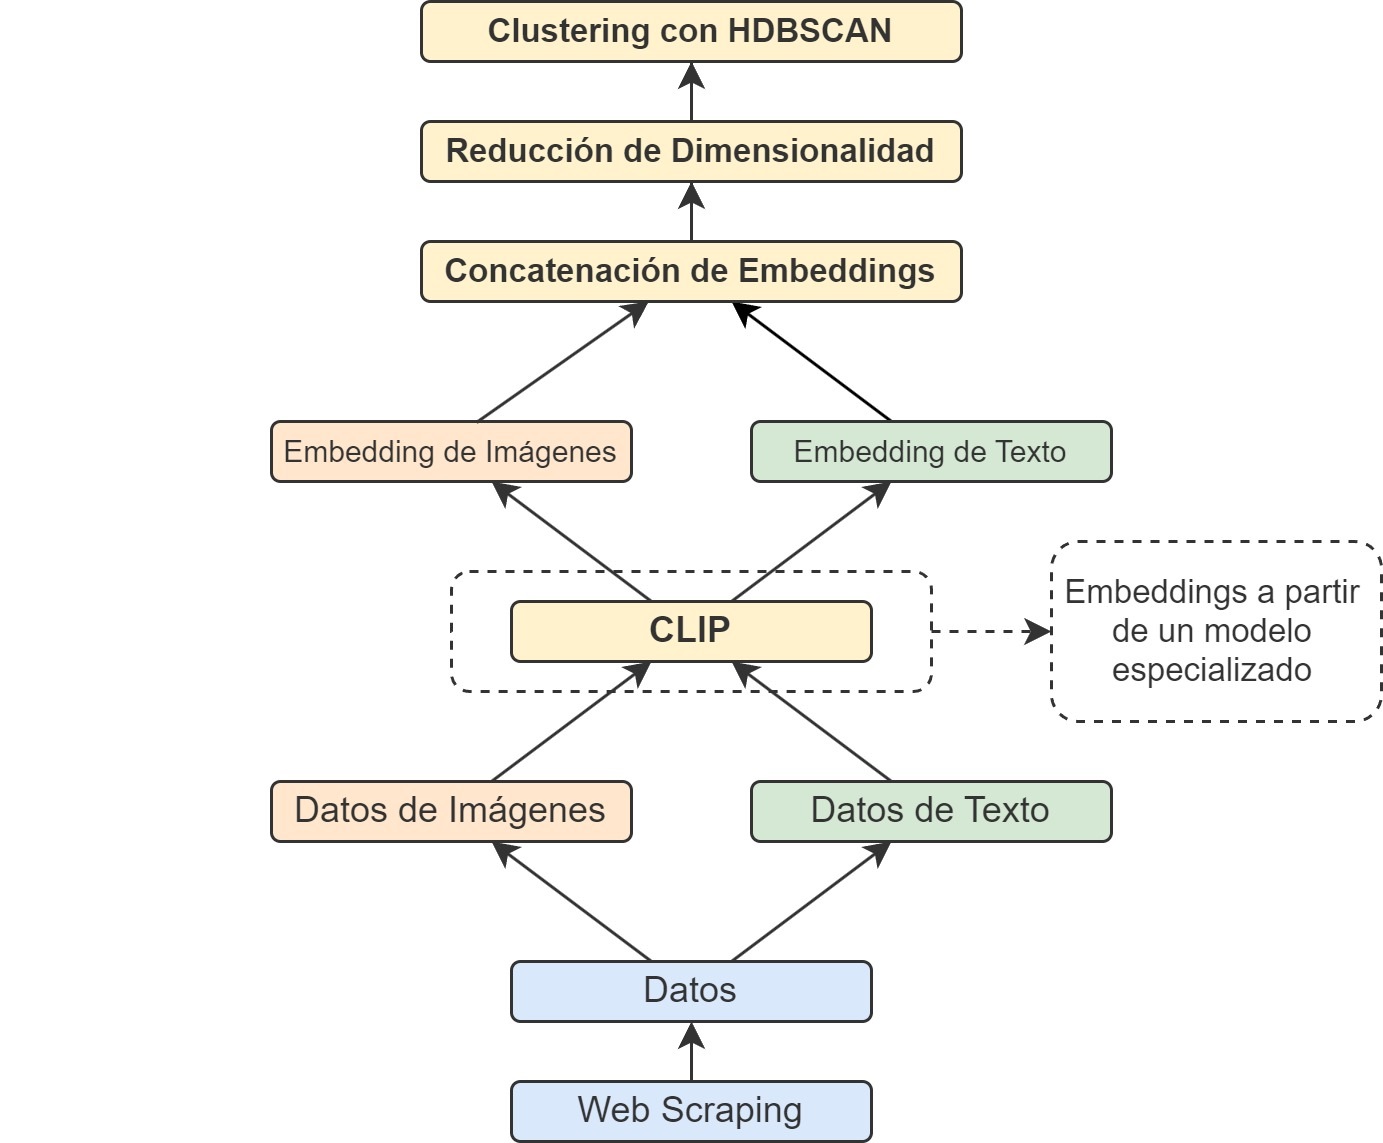 Clustering con HDBSCAN
Reducción de Dimensionalidad
Concatenación de Embeddings
Embedding de Imágenes
Embedding de Texto
CLIP
Embeddings a partir
de un modelo
especializado
Datos de Imágenes
Datos de Texto
Datos
Web Scraping